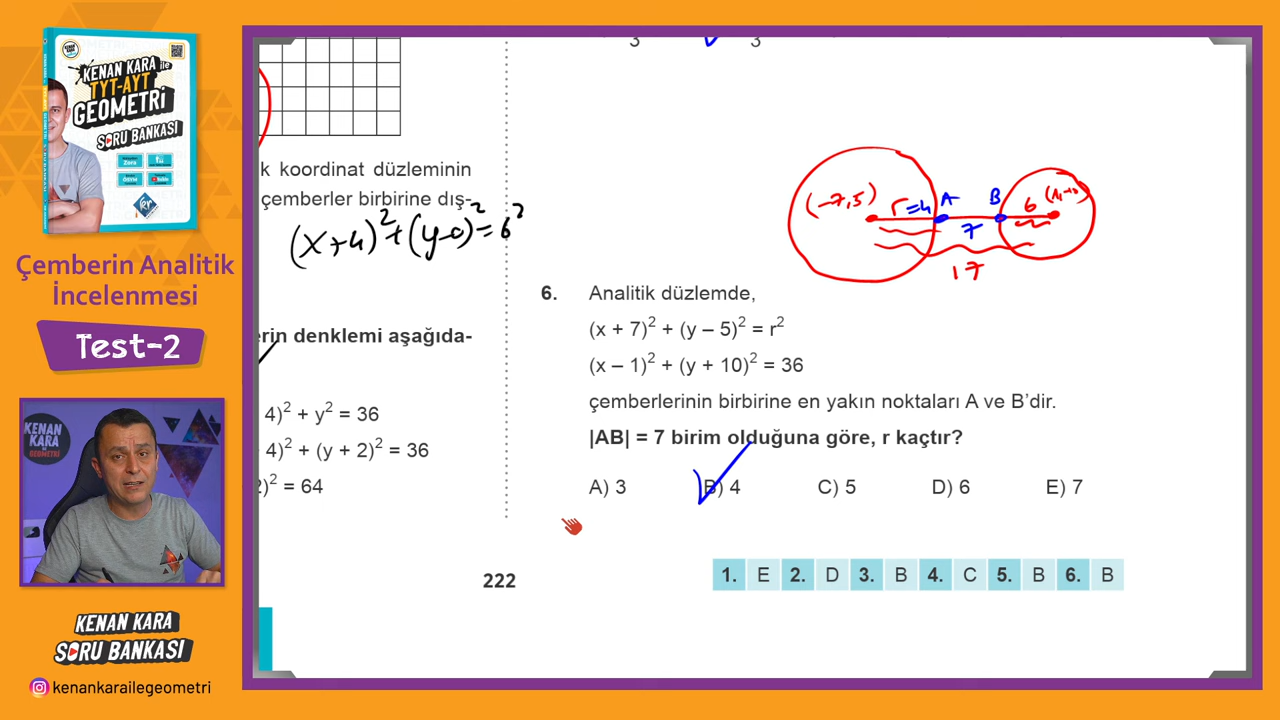 KENAN KARA ile
TYT-AYT
GEOMETRİ
SORU BANKASI
Çemberin Analitik
İncelenmesi
Test-2
KENAN
KARA
GEOMETRİ
KENAN KARA
SORU BANKASI
kenankarailegeometri
3 3
k koordinat düzleminin
çemberler birbirine dış-
(x+4)² + (y-0)² = 6²
erin denklemi aşağıda-
4)² + y² = 36
4)² + (y + 2)² = 36
2)² = 64
222
(-7,5) r=4 A B 6
7
17
6. Analitik düzlemde,
(x + 7)² + (y – 5)² = r²
(x – 1)² + (y + 10)² = 36
çemberlerinin birbirine en yakın noktaları A ve B'dir.
|AB| = 7 birim olduğuna göre, r kaçtır?
A) 3 B) 4 C) 5 D) 6 E) 7
1. E 2. D 3. B 4. C 5. B 6. B